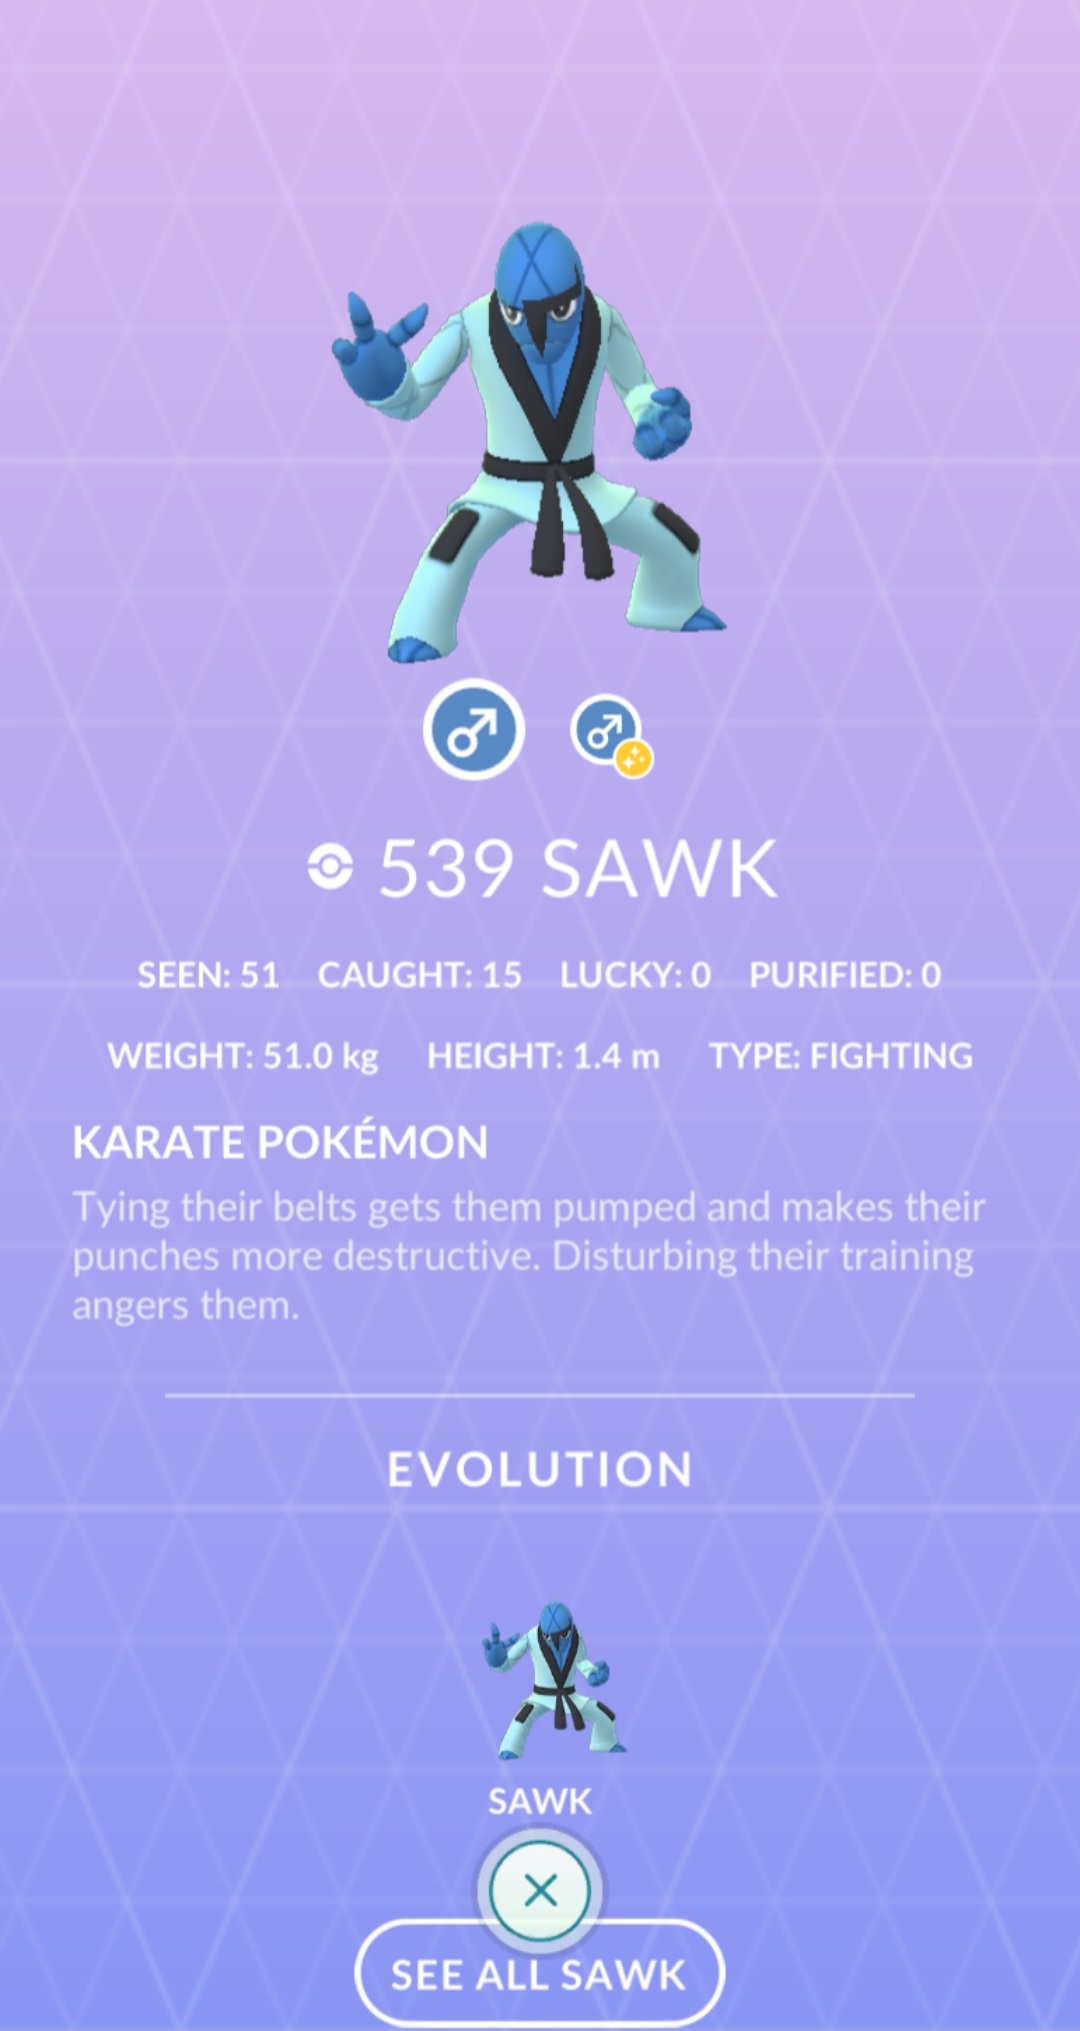 539 SAWK
SEEN: 51 CAUGHT: 15 LUCKY: 0 PURIFIED: 0
WEIGHT: 51.0 kg HEIGHT: 1.4 m TYPE: FIGHTING
KARATE POKÉMON
Tying their belts gets them pumped and makes their
punches more destructive. Disturbing their training
angers them.
EVOLUTION
SAWK
SEE ALL SAWK